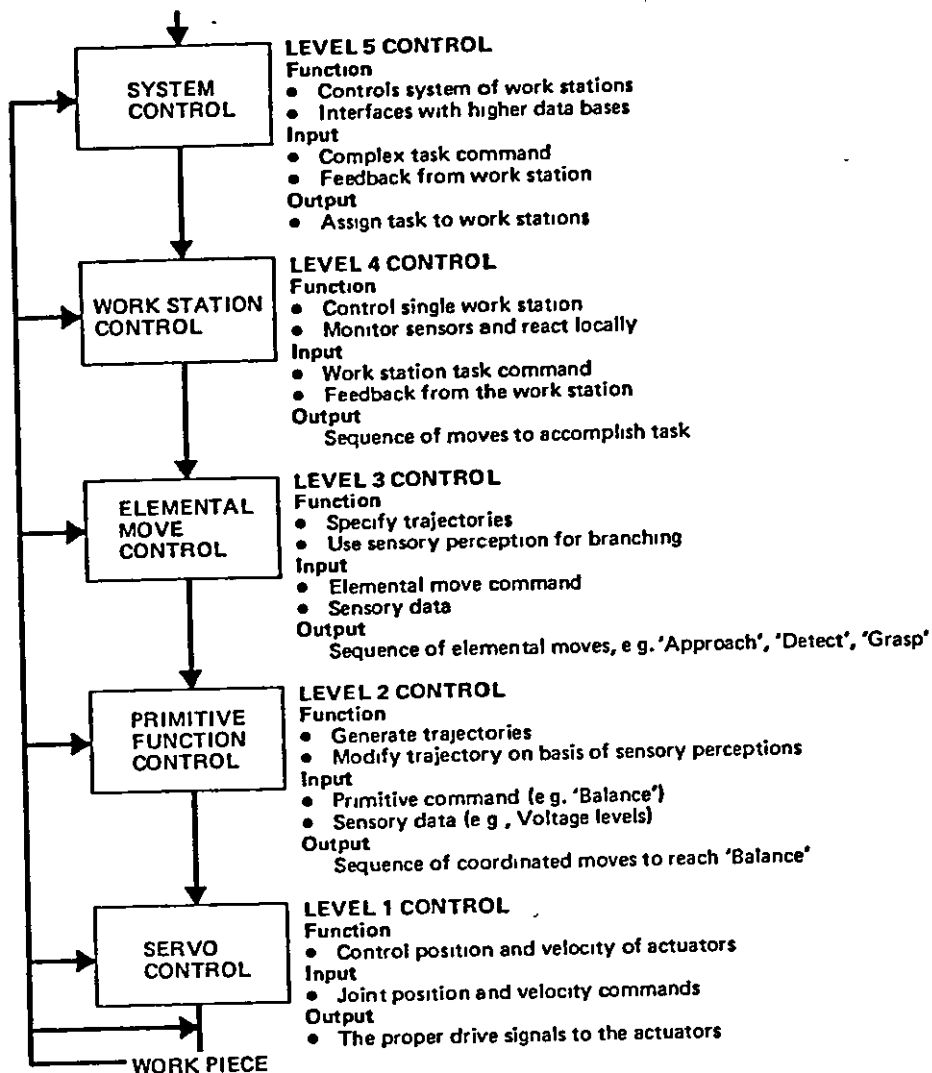 LEVEL 5 CONTROL
SYSTEM
CONTROL
Function
• Controls system of work stations
• Interfaces with higher data bases
Input
• Complex task command
• Feedback from work station
Output
• Assign task to work stations
LEVEL 4 CONTROL
WORK STATION
CONTROL
Function
• Control single work station
• Monitor sensors and react locally
Input
• Work station task command
• Feedback from the work station
Output
Sequence of moves to accomplish task
LEVEL 3 CONTROL
ELEMENTAL
MOVE
CONTROL
Function
• Specify trajectories
• Use sensory perception for branching
Input
• Elemental move command
• Sensory data
Output
Sequence of elemental moves, e g. 'Approach', 'Detect', 'Grasp'
LEVEL 2 CONTROL
PRIMITIVE
FUNCTION
CONTROL
Function
• Generate trajectories
• Modify trajectory on basis of sensory perceptions
Input
• Primitive command (e g. 'Balance')
• Sensory data (e g , Voltage levels)
Output
Sequence of coordinated moves to reach 'Balance'
LEVEL 1 CONTROL
SERVO
CONTROL
Function
• Control position and velocity of actuators
Input
• Joint position and velocity commands
Output
• The proper drive signals to the actuators
WORK PIECE